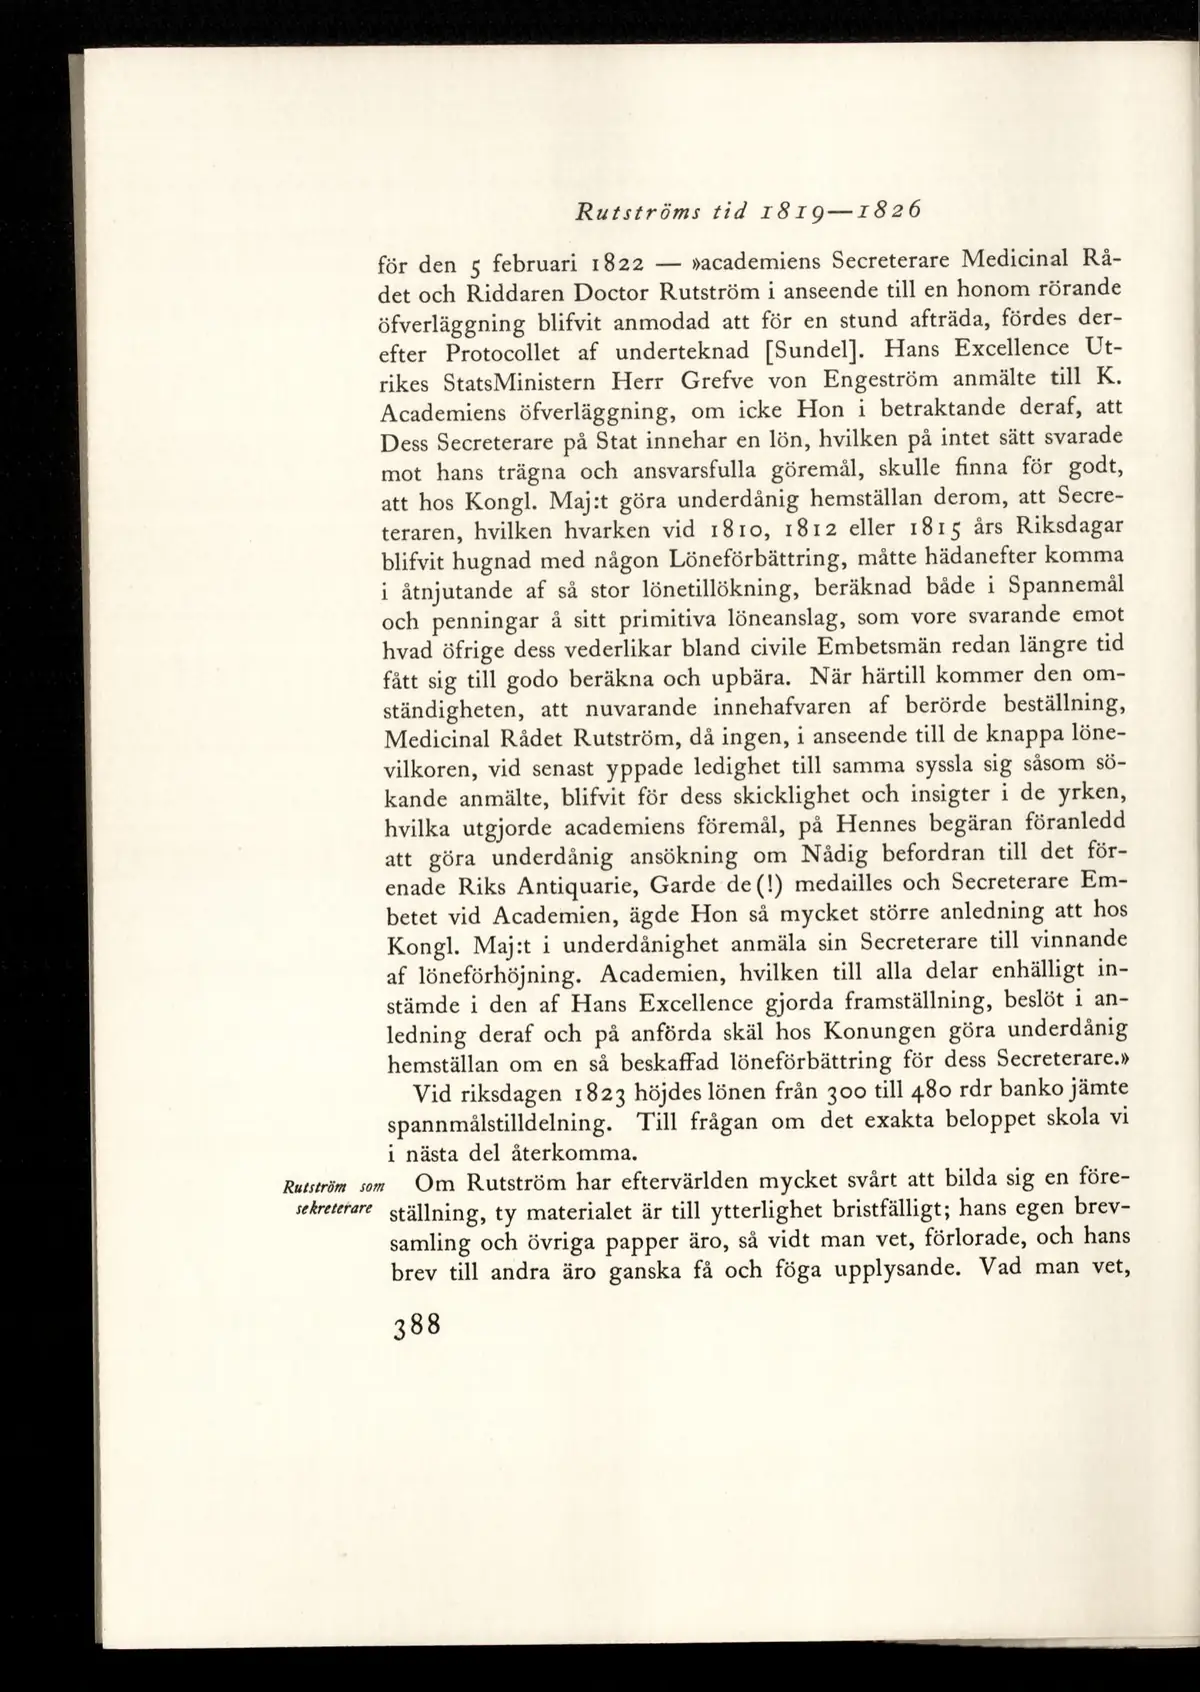 Rutströms tid 1819—1826
för den 5 februari 1822 — »academiens Secreterare Medicinal Rå-
det och Riddaren Doctor Rutström i anseende till en honom rörande
öfverläggning blifvit anmodad att för en stund afträda, fördes der-
efter Protocollet af underteknad [Sundel]. Hans Excellence Ut-
rikes StatsMinistern Herr Grefve von Engeström anmälte till K.
Academiens öfverläggning, om icke Hon i betraktande deraf, att
Dess Secreterare på Stat innehar en lön, hvilken på intet sätt svarade
mot hans trägna och ansvarsfulla göremål, skulle finna för godt,
att hos Kongl. Maj:t göra underdånig hemställan derom, att Secre-
teraren, hvilken hvarken vid 1810, 1812 eller 1815 års Riksdagar
blifvit hugnad med någon Löneförbättring, måtte hädanefter komma
i åtnjutande af så stor lönetillökning, beräknad både i Spannemål
och penningar å sitt primitiva löneanslag, som vore svarande emot
hvad öfrige dess vederlikar bland civile Embetsmän redan längre tid
fått sig till godo beräkna och upbära. När härtill kommer den om-
ständigheten, att nuvarande innehafvaren af berörde beställning,
Medicinal Rådet Rutström, då ingen, i anseende till de knappa löne-
vilkoren, vid senast yppade ledighet till samma syssla sig såsom sö-
kande anmälte, blifvit för dess skicklighet och insigter i de yrken,
hvilka utgjorde academiens föremål, på Hennes begäran föranledd
att göra underdånig ansökning om Nådig befordran till det för-
enade Riks Antiquarie, Garde de(!) medailles och Secreterare Em-
betet vid Academien, ägde Hon så mycket större anledning att hos
Kongl. Maj:t i underdånighet anmäla sin Secreterare till vinnande
af löneförhöjning. Academien, hvilken till alla delar enhälligt in-
stämde i den af Hans Excellence gjorda framställning, beslöt i an-
ledning deraf och på anförda skäl hos Konungen göra underdånig
hemställan om en så beskaffad löneförbättring för dess Secreterare.»
Vid riksdagen 1823 höjdes lönen från 300 till 480 rdr banko jämte
spannmålstilldelning. Till frågan om det exakta beloppet skola vi
i nästa del återkomma.
Rutström som
sekreterare
Om Rutström har eftervärlden mycket svårt att bilda sig en före-
ställning, ty materialet är till ytterlighet bristfälligt; hans egen brev-
samling och övriga papper äro, så vidt man vet, förlorade, och hans
brev till andra äro ganska få och föga upplysande. Vad man vet,
388